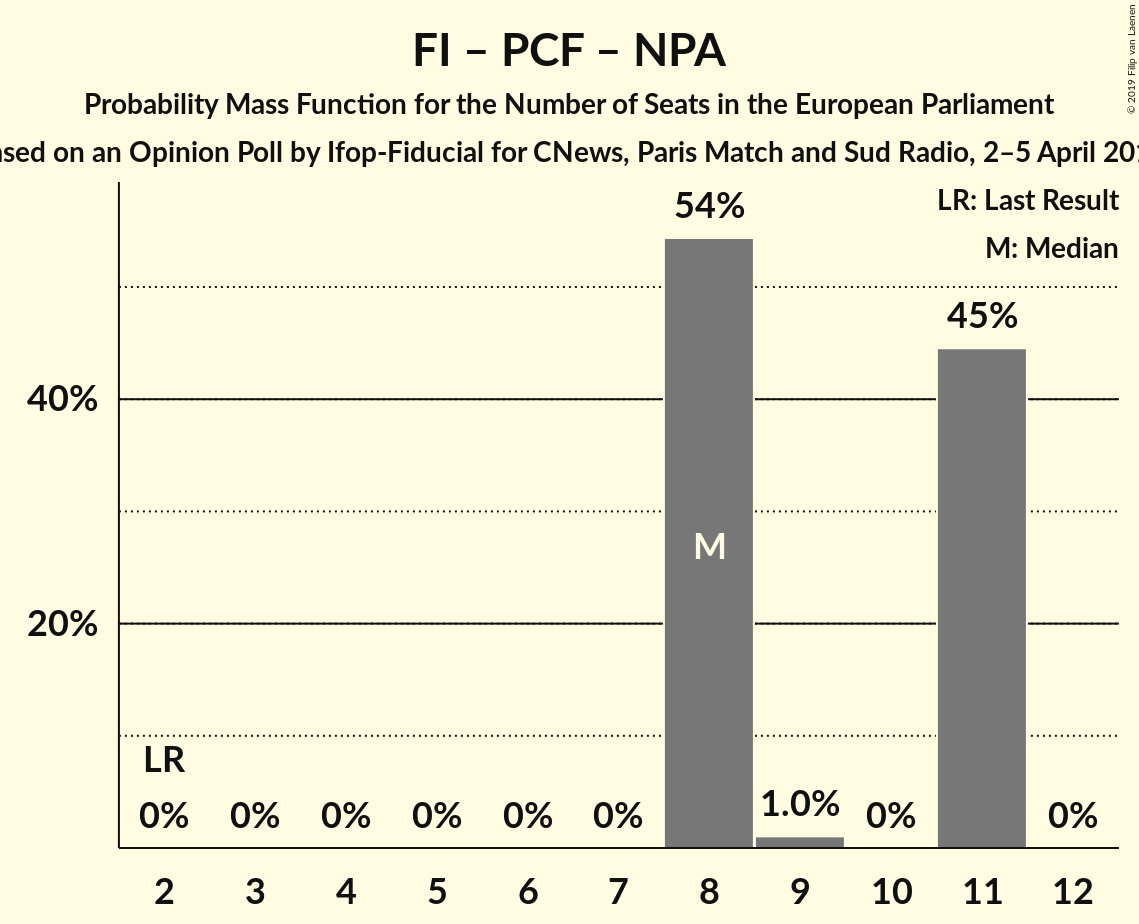 FI – PCF – NPA
Probability Mass Function for the Number of Seats in the European Parliament
on an Opinion Poll by Ifop-Fiducial for CNews, Paris Match and Sud Radio, 2–5 April
© 2019 Filip van Laenen
LR: Last Result
M: Median
54%
45%
40%
M
20%
LR
0% 0% 0% 0% 0% 0% 1.0% 0% 0%
2 3 4 5 6 7 8 9 10 11 12